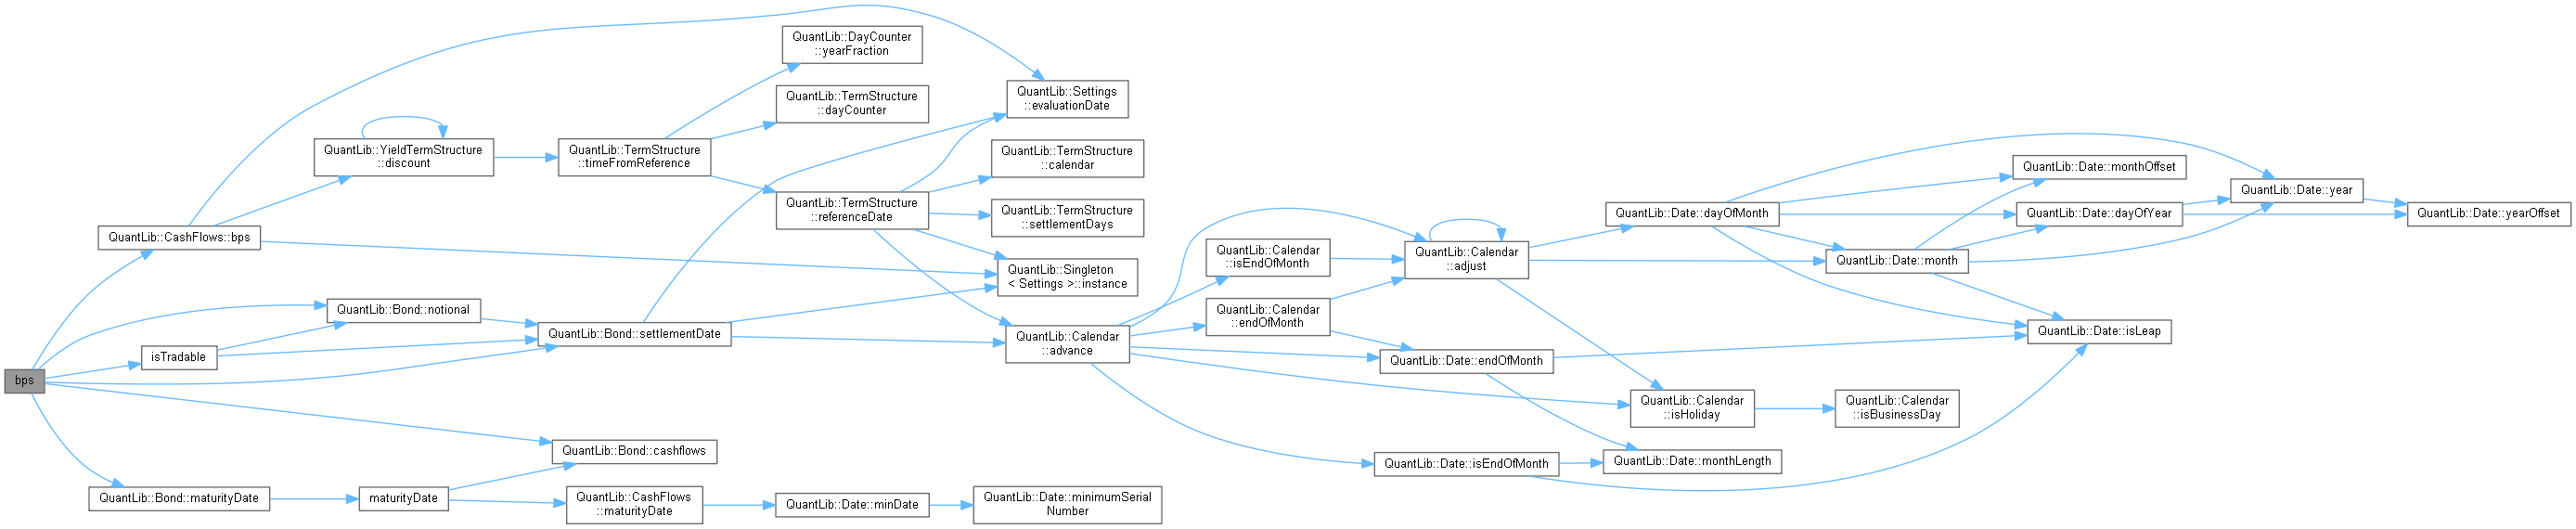 bps
QuantLib::CashFlows::bps
QuantLib::Bond::notional
isTradable
QuantLib::Bond::maturityDate
QuantLib::YieldTermStructure
::discount
QuantLib::Bond::settlementDate
QuantLib::Bond::cashflows
maturityDate
QuantLib::CashFlows
::maturityDate
QuantLib::TermStructure
::timeFromReference
QuantLib::DayCounter
::yearFraction
QuantLib::TermStructure
::dayCounter
QuantLib::TermStructure
::referenceDate
QuantLib::Date::minDate
QuantLib::Date::minimumSerial
Number
QuantLib::Settings
::evaluationDate
QuantLib::TermStructure
::calendar
QuantLib::TermStructure
::settlementDays
QuantLib::Singleton
< Settings >::instance
QuantLib::Calendar
::advance
QuantLib::Calendar
::isEndOfMonth
QuantLib::Calendar
::endOfMonth
QuantLib::Calendar
::adjust
QuantLib::Date::endOfMonth
QuantLib::Date::isEndOfMonth
QuantLib::Date::dayOfMonth
QuantLib::Calendar
::isHoliday
QuantLib::Date::monthLength
QuantLib::Date::month
QuantLib::Calendar
::isBusinessDay
QuantLib::Date::monthOffset
QuantLib::Date::dayOfYear
QuantLib::Date::isLeap
QuantLib::Date::year
QuantLib::Date::yearOffset